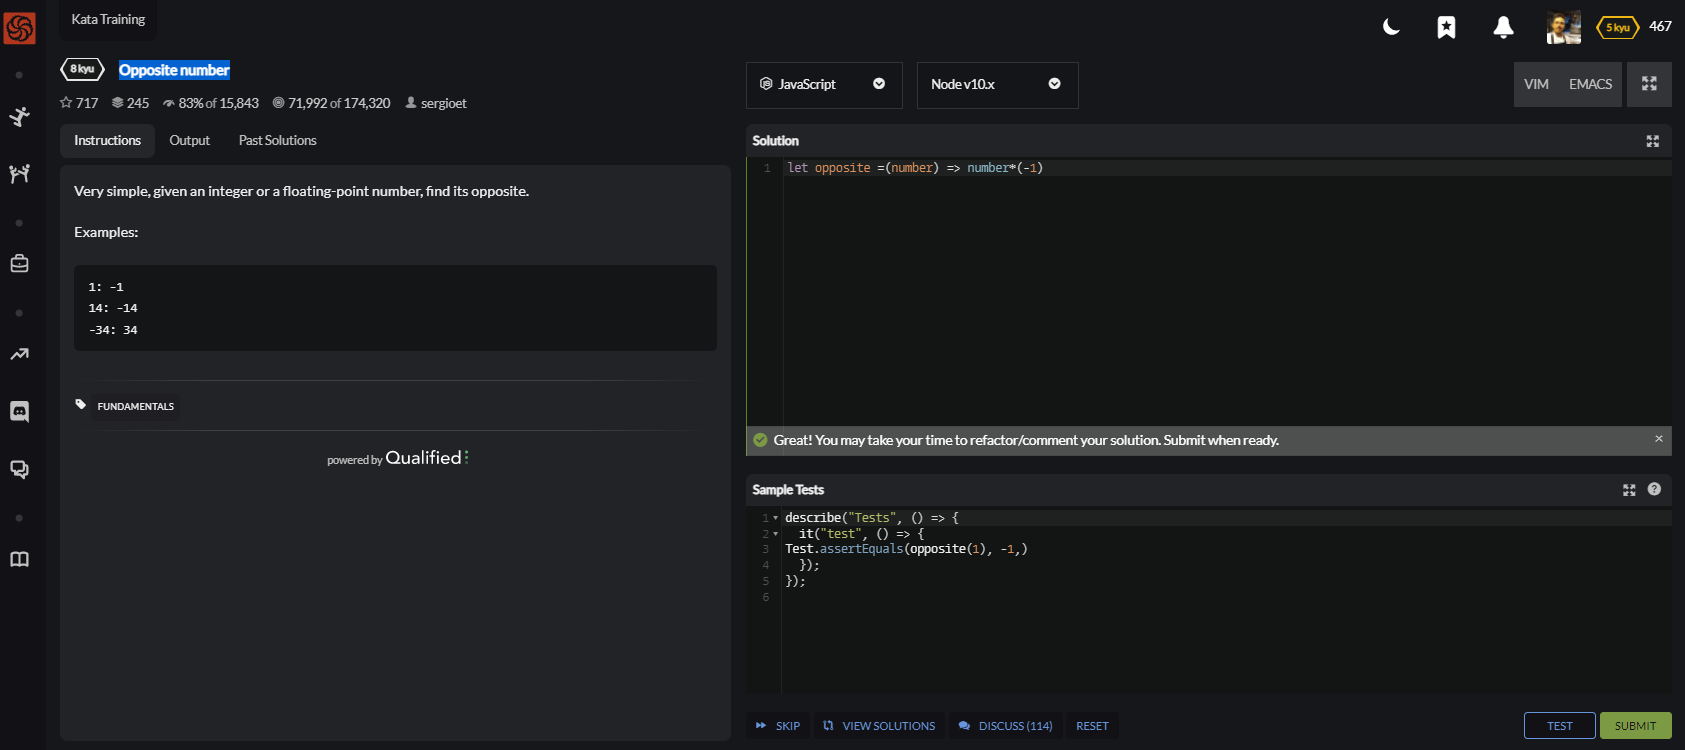 Kata Training
5 kyu 467
8 kyu Opposite number
717 245 83% of 15,843 71,992 of 174,320 sergioet
Instructions Output Past Solutions
Very simple, given an integer or a floating-point number, find its opposite.
Examples:
1: -1
14: -14
-34: 34
FUNDAMENTALS
powered by Qualified
JavaScript Node v10.x VIM EMACS
Solution
1 let opposite =(number) => number*(-1)
Great! You may take your time to refactor/comment your solution. Submit when ready. ×
Sample Tests
1 describe("Tests", () => {
2 it("test", () => {
3 Test.assertEquals(opposite(1), -1,)
4 });
5 });
6
SKIP VIEW SOLUTIONS DISCUSS (114) RESET TEST SUBMIT